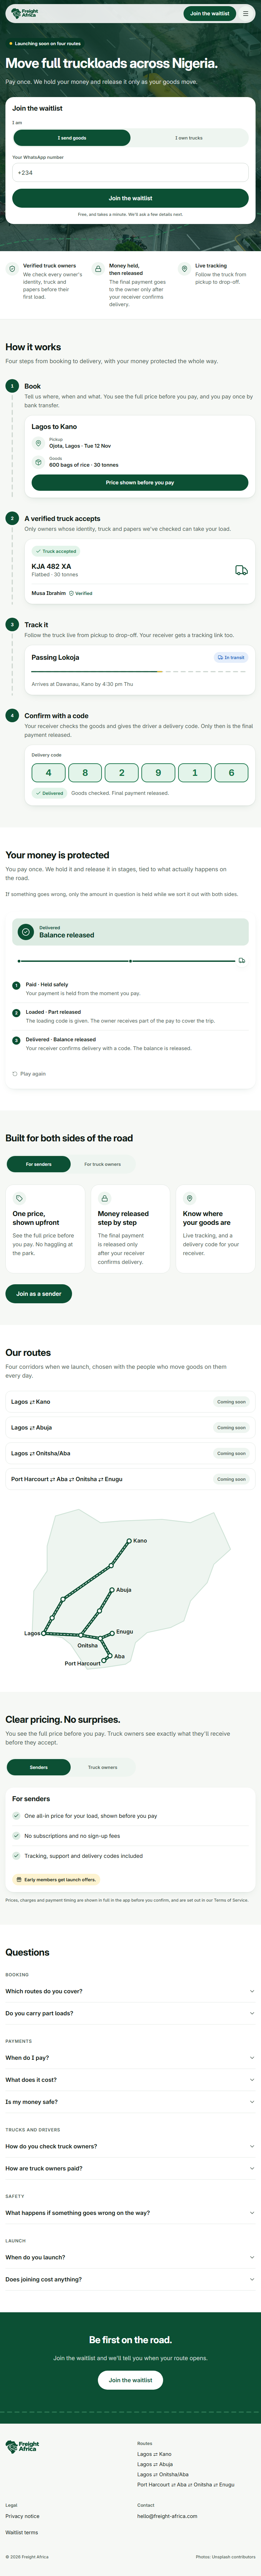 Freight
Africa
Join the waitlist
Launching soon on four routes
Move full truckloads across Nigeria.
Pay once. We hold your money and release it only as your goods move.
Join the waitlist
I am
I send goods
I own trucks
Your WhatsApp number
+234
Join the waitlist
Free, and takes a minute. We'll ask a few details next.
Verified truck owners
We check every owner's
identity, truck and
papers before their
first load.
Money held,
then released
The final payment goes
to the owner only after
your receiver confirms
delivery.
Live tracking
Follow the truck from
pickup to drop-off.
How it works
Four steps from booking to delivery, with your money protected the whole way.
1
Book
Tell us where, when and what. You see the full price before you pay, and you pay once by
bank transfer.
Lagos to Kano
Pickup
Ojota, Lagos · Tue 12 Nov
Goods
600 bags of rice · 30 tonnes
Price shown before you pay
2
A verified truck accepts
Only owners whose identity, truck and papers we've checked can take your load.
Truck accepted
KJA 482 XA
Flatbed · 30 tonnes
Musa Ibrahim
Verified
3
Track it
Follow the truck live from pickup to drop-off. Your receiver gets a tracking link too.
Passing Lokoja
In transit
Arrives at Dawanau, Kano by 4:30 pm Thu
4
Confirm with a code
Your receiver checks the goods and gives the driver a delivery code. Only then is the final
payment released.
Delivery code
4 8 2 9 1 6
Delivered
Goods checked. Final payment released.
Your money is protected
You pay once. We hold it and release it in stages, tied to what actually happens on
the road.
If something goes wrong, only the amount in question is held while we sort it out with both sides.
Delivered
Balance released
1
Paid · Held safely
Your payment is held from the moment you pay.
2
Loaded · Part released
The loading code is given. The owner receives part of the pay to cover the trip.
3
Delivered · Balance released
Your receiver confirms delivery with a code. The balance is released.
Play again
Built for both sides of the road
For senders
For truck owners
One price,
shown upfront
See the full price before
you pay. No haggling at
the park.
Money released
step by step
The final payment
is released only
after your receiver
confirms delivery.
Know where
your goods are
Live tracking, and a
delivery code for your
receiver.
Join as a sender
Our routes
Four corridors when we launch, chosen with the people who move goods on them
every day.
Lagos ⇄ Kano
Coming soon
Lagos ⇄ Abuja
Coming soon
Lagos ⇄ Onitsha/Aba
Coming soon
Port Harcourt ⇄ Aba ⇄ Onitsha ⇄ Enugu
Coming soon
Kano
Abuja
Lagos
Enugu
Onitsha
Aba
Port Harcourt
Clear pricing. No surprises.
You see the full price before you pay. Truck owners see exactly what they'll receive
before they accept.
Senders
Truck owners
For senders
One all-in price for your load, shown before you pay
No subscriptions and no sign-up fees
Tracking, support and delivery codes included
Early members get launch offers.
Prices, charges and payment timing are shown in full in the app before you confirm, and are set out in our Terms of Service.
Questions
BOOKING
Which routes do you cover?
Do you carry part loads?
PAYMENTS
When do I pay?
What does it cost?
Is my money safe?
TRUCKS AND DRIVERS
How do you check truck owners?
How are truck owners paid?
SAFETY
What happens if something goes wrong on the way?
LAUNCH
When do you launch?
Does joining cost anything?
Be first on the road.
Join the waitlist and we'll tell you when your route opens.
Join the waitlist
Freight
Africa
Routes
Lagos ⇄ Kano
Lagos ⇄ Abuja
Lagos ⇄ Onitsha/Aba
Port Harcourt ⇄ Aba ⇄ Onitsha ⇄ Enugu
Legal
Privacy notice
Waitlist terms
Contact
hello@freight-africa.com
© 2026 Freight Africa
Photos: Unsplash contributors